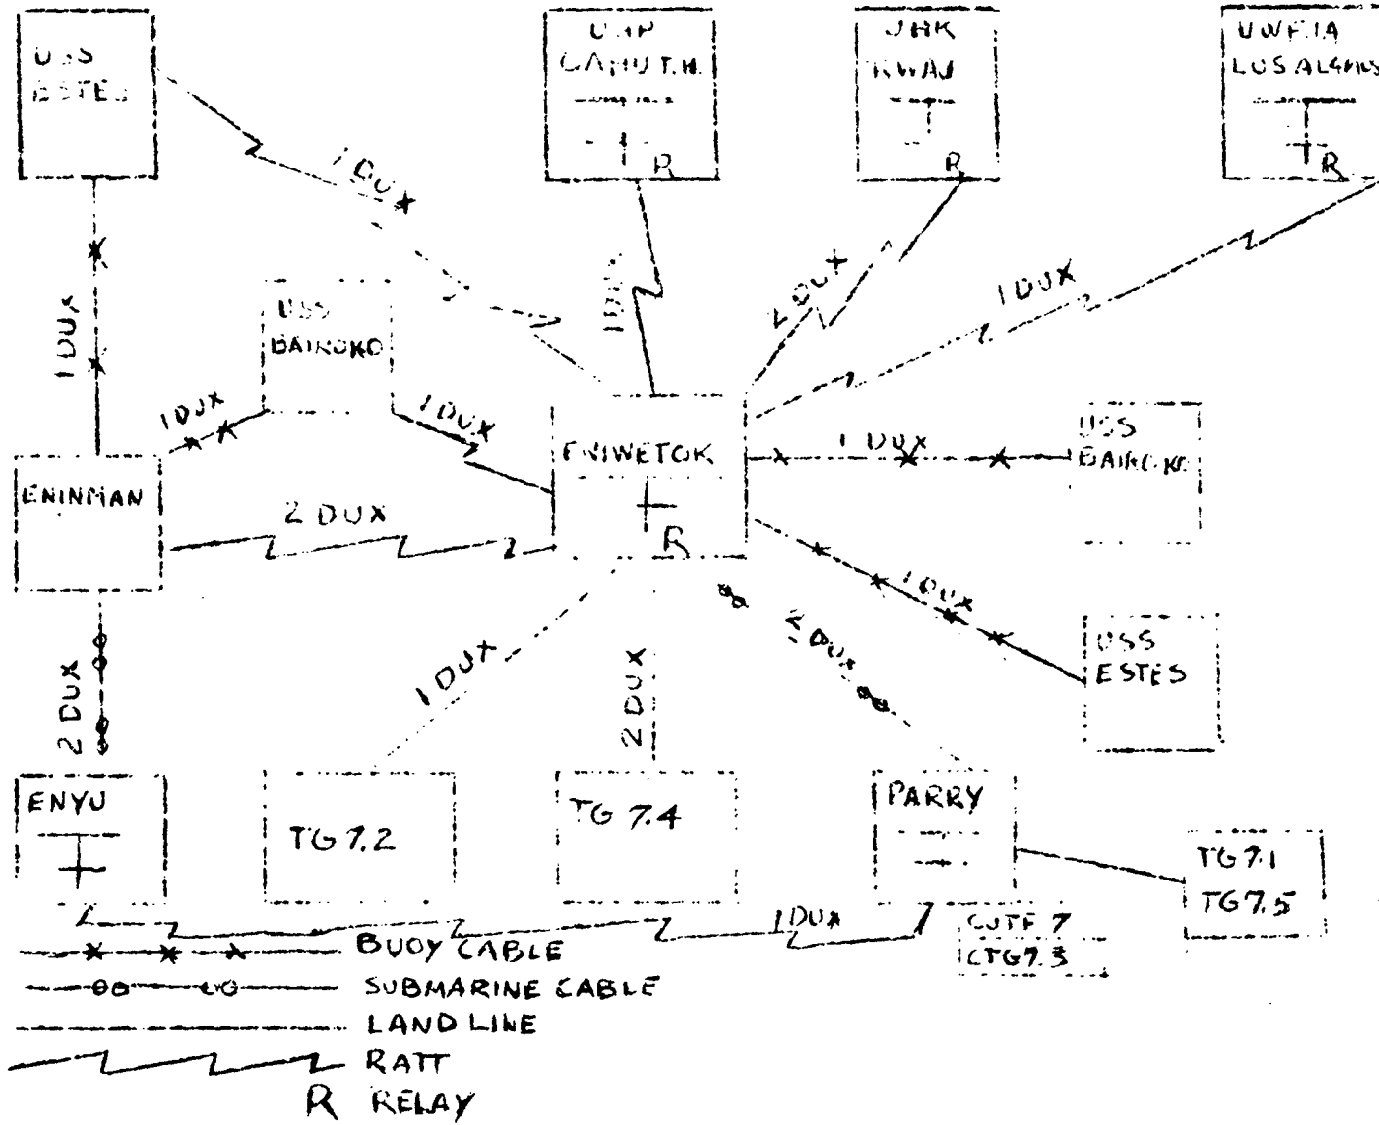 USS
ESTES
OAHU T.H.
R
KWAJ
R
LOS ALAMOS
R
1 DUX
1 DUX
1 DUX
2 DUX
1 DUX
USS
BAIROKO
1 DUX
1 DUX
ENIWETOK
R
1 DUX
USS
BAIROKO
ENINMAN
2 DUX
1 DUX
USS
ESTES
2 DUX
1 DUX
2 DUX
2 DUX
ENYU
TG 7.2
TG 7.4
PARRY
TG 7.1
TG 7.5
1 DUX
CJTF 7
CTG 7.3
BUOY CABLE
SUBMARINE CABLE
LAND LINE
RATT
R RELAY